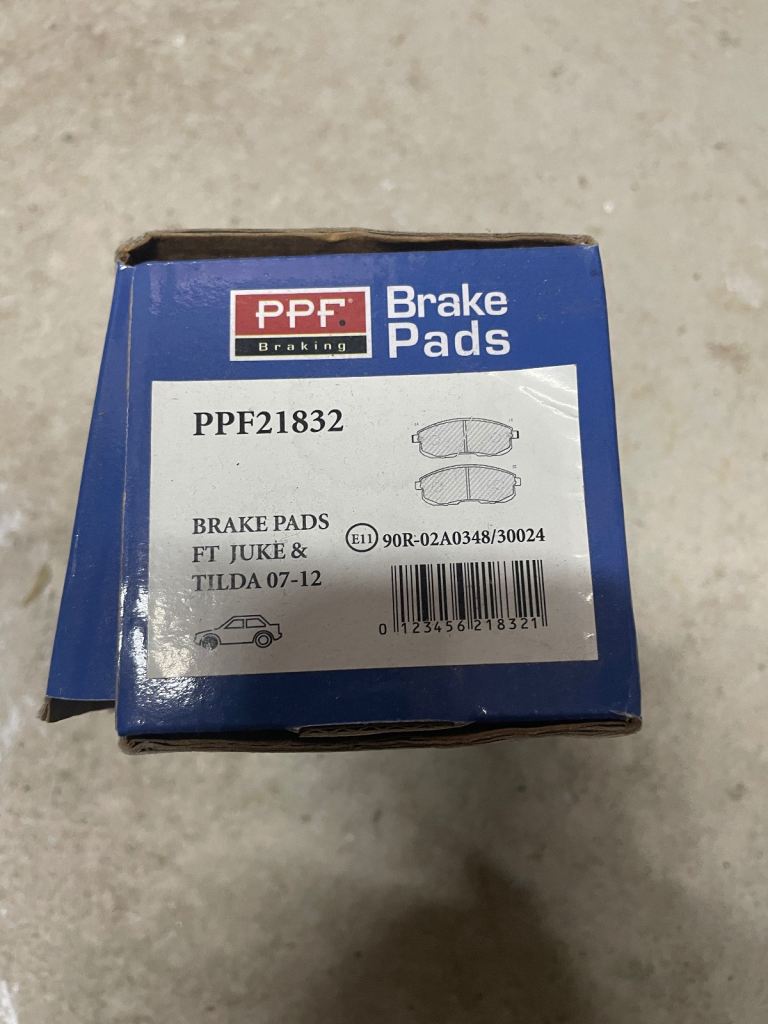 PPF®
Braking
Brake
Pads
PPF21832
BRAKE PADS
FT JUKE &
TILDA 07-12
E11 90R-02A0348/30024
0 123456 218321